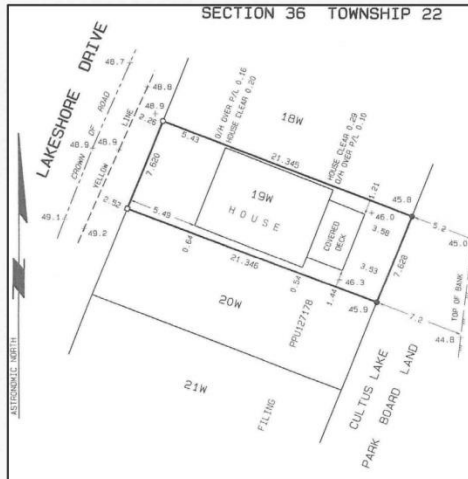 SECTION 36 TOWNSHIP 22
LAKESHORE DRIVE
48.7
CROWN OF ROAD
YELLOW LINE
48.8
48.9
48.9
48.9
2.26
49.1
49.2
2.52
5.43
O/H OVER P/L 0.16
HOUSE CLEAR 0.20
18W
21.345
HOUSE CLEAR 0.29
O/H OVER P/L 0.10
1.21
7.620
19W
HOUSE
COVERED
DECK
46.0
3.58
45.8
5.2
45.0
5.49
0.64
21.346
0.54
3.53
46.3
1.44
7.620
45.9
7.2
44.8
TOP OF BANK
20W
PPU127178
21W
FILING
CULTUS LAKE
PARK BOARD LAND
ASTRONOMIC NORTH